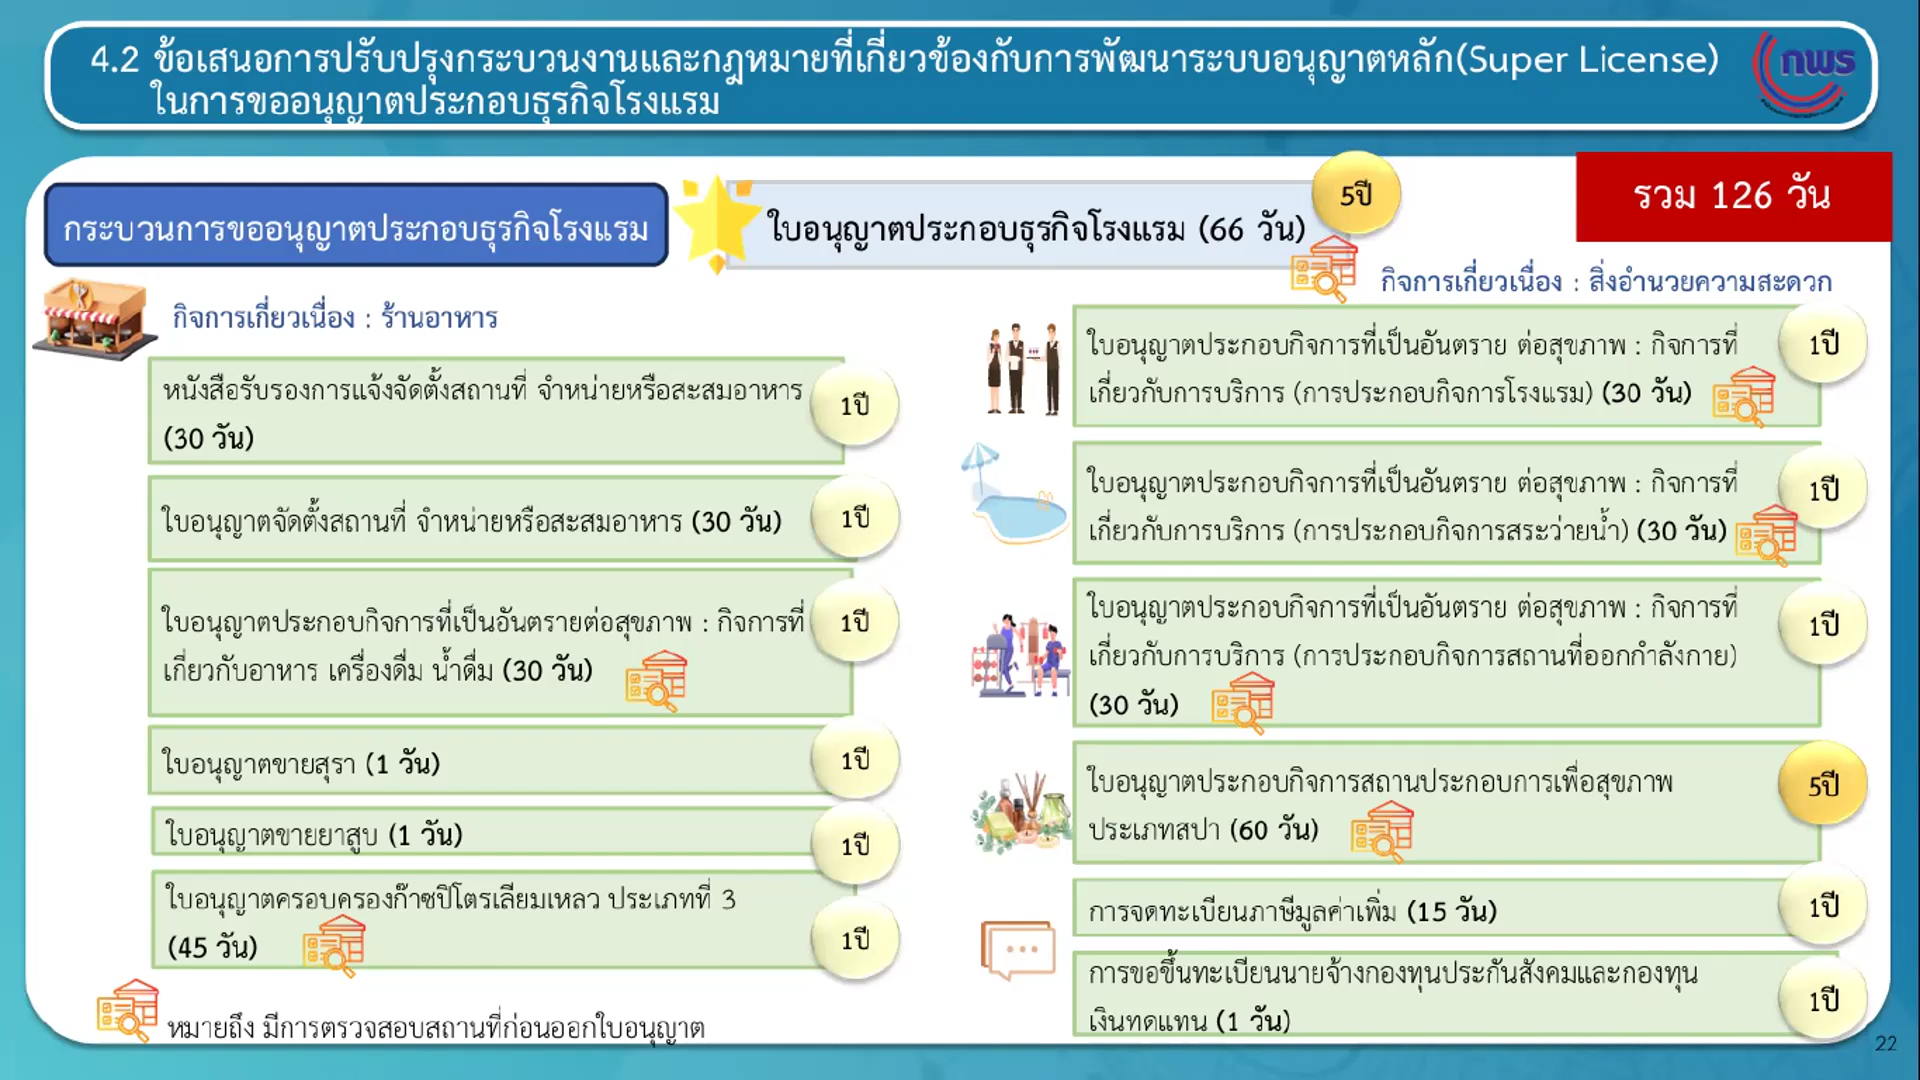 4.2 ข้อเสนอการปรับปรุงกระบวนงานและกฎหมายที่เกี่ยวข้องกับการพัฒนาระบบอนุญาตหลัก(Super License)
ในการขออนุญาตประกอบธุรกิจโรงแรม
กพร
รวม 126 วัน
กระบวนการขออนุญาตประกอบธุรกิจโรงแรม
ใบอนุญาตประกอบธุรกิจโรงแรม (66 วัน)
5ปี
กิจการเกี่ยวเนื่อง : ร้านอาหาร
หนังสือรับรองการแจ้งจัดตั้งสถานที่ จำหน่ายหรือสะสมอาหาร
(30 วัน)
1ปี
ใบอนุญาตจัดตั้งสถานที่ จำหน่ายหรือสะสมอาหาร (30 วัน)
1ปี
ใบอนุญาตประกอบกิจการที่เป็นอันตรายต่อสุขภาพ : กิจการที่
เกี่ยวกับอาหาร เครื่องดื่ม น้ำดื่ม (30 วัน)
1ปี
ใบอนุญาตขายสุรา (1 วัน)
1ปี
ใบอนุญาตขายยาสูบ (1 วัน)
1ปี
ใบอนุญาตครอบครองก๊าซปิโตรเลียมเหลว ประเภทที่ 3
(45 วัน)
1ปี
หมายถึง มีการตรวจสอบสถานที่ก่อนออกใบอนุญาต
กิจการเกี่ยวเนื่อง : สิ่งอำนวยความสะดวก
ใบอนุญาตประกอบกิจการที่เป็นอันตราย ต่อสุขภาพ : กิจการที่
เกี่ยวกับการบริการ (การประกอบกิจการโรงแรม) (30 วัน)
1ปี
ใบอนุญาตประกอบกิจการที่เป็นอันตราย ต่อสุขภาพ : กิจการที่
เกี่ยวกับการบริการ (การประกอบกิจการสระว่ายน้ำ) (30 วัน)
1ปี
ใบอนุญาตประกอบกิจการที่เป็นอันตราย ต่อสุขภาพ : กิจการที่
เกี่ยวกับการบริการ (การประกอบกิจการสถานที่ออกกำลังกาย)
(30 วัน)
1ปี
ใบอนุญาตประกอบกิจการสถานประกอบการเพื่อสุขภาพ
ประเภทสปา (60 วัน)
5ปี
การจดทะเบียนภาษีมูลค่าเพิ่ม (15 วัน)
1ปี
การขอขึ้นทะเบียนนายจ้างกองทุนประกันสังคมและกองทุน
เงินทดแทน (1 วัน)
1ปี
22